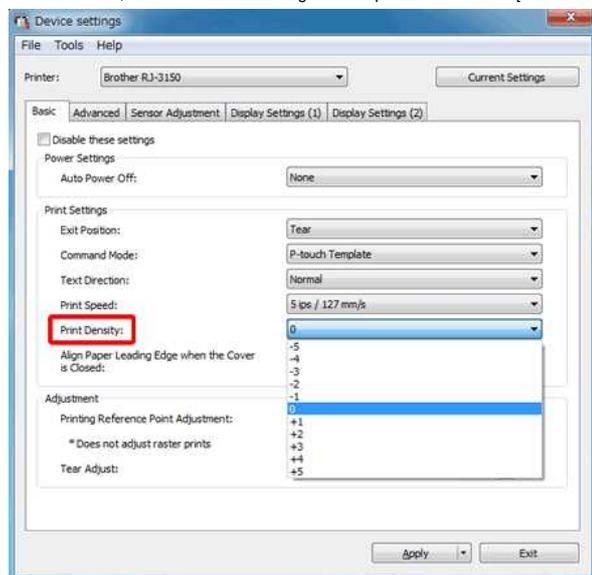 Device settings
File Tools Help
Printer: Brother RJ-3150 Current Settings
Basic Advanced Sensor Adjustment Display Settings (1) Display Settings (2)
Disable these settings
Power Settings
Auto Power Off: None
Print Settings
Exit Position: Tear
Command Mode: P-touch Template
Text Direction: Normal
Print Speed: 5 ips / 127 mm/s
Print Density: 0
-5
-4
Align Paper Leading Edge when the Cover
is Closed:
-3
-2
-1
0
Adjustment
Printing Reference Point Adjustment:
+1
+2
*Does not adjust raster prints
+3
+4
Tear Adjust:
+5
Apply Exit